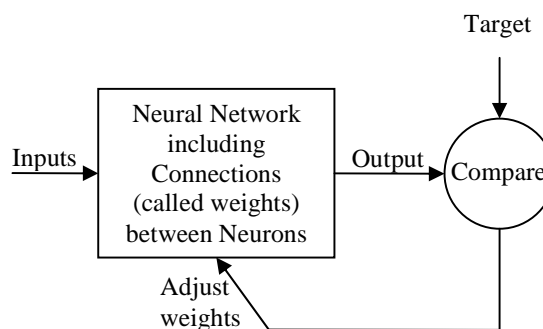 Target
Neural Network
including
Connections
(called weights)
between Neurons
Inputs
Output
Compare
Adjust
weights